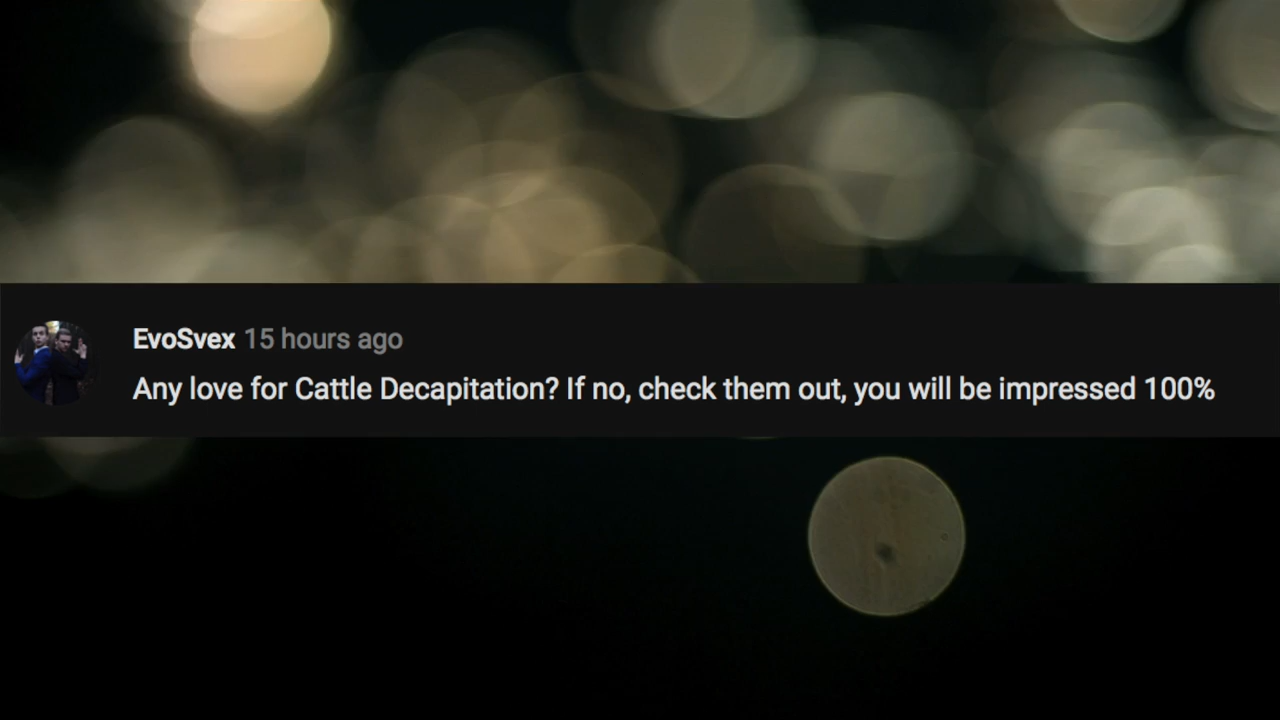 EvoSvex 15 hours ago
Any love for Cattle Decapitation? If no, check them out, you will be impressed 100%